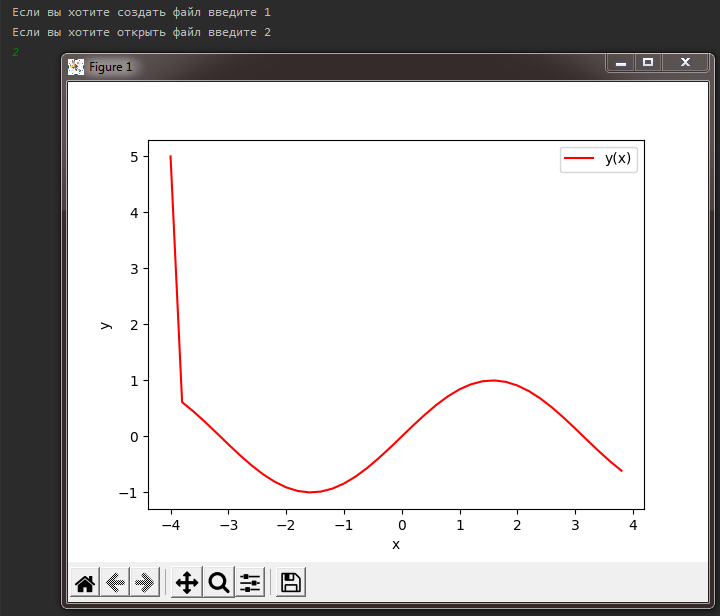 Если вы хотите создать файл введите 1
Если вы хотите открыть файл введите 2
2
Figure 1
y(x)
5
4
3
2
1
0
−1
y
−4 −3 −2 −1 0 1 2 3 4
x